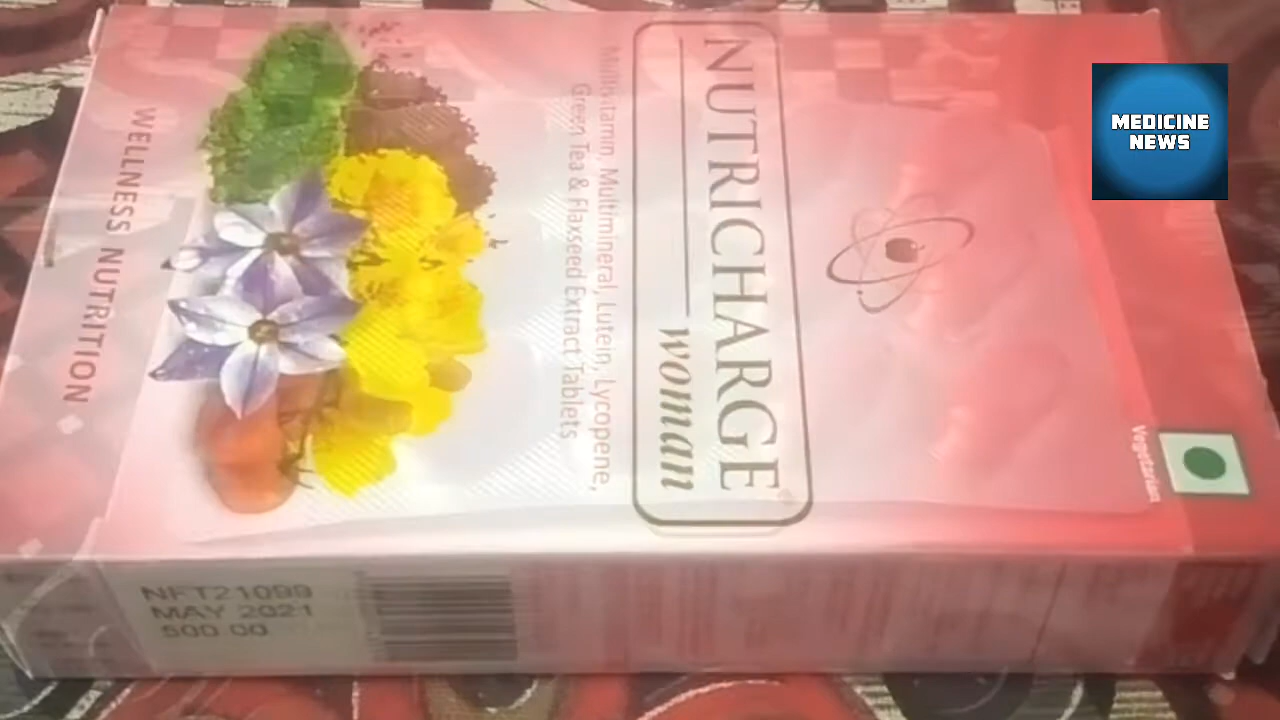 MEDICINE
NEWS
Vegetarian
NUTRICHARGE®
woman
Multivitamin, Multimineral, Lutein, Lycopene,
Green Tea & Flaxseed Extract Tablets
WELLNESS NUTRITION
NFT21099
MAY 2021
500.00